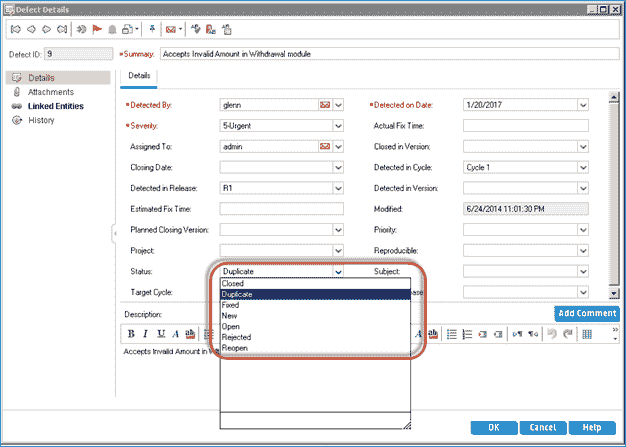 Defect Details
Defect ID: 9 *Summary: Accepts Invalid Amount in Withdrawal module
Details
Attachments
Linked Entities
History
Details
*Detected By: glenn *Detected on Date: 1/20/2017
*Severity: 5-Urgent Actual Fix Time:
Assigned To: admin Closed in Version:
Closing Date: Detected in Cycle: Cycle 1
Detected in Release: R1 Detected in Version:
Estimated Fix Time: Modified: 6/24/2014 11:01:30 PM
Planned Closing Version: Priority:
Project: Reproducible:
Status: Duplicate Subject:
Target Cycle:
Closed
Duplicate
Fixed
New
Open
Rejected
Reopen
Description: Add Comment
B I U A ab A ab
Accepts Invalid Amount in
OK Cancel Help